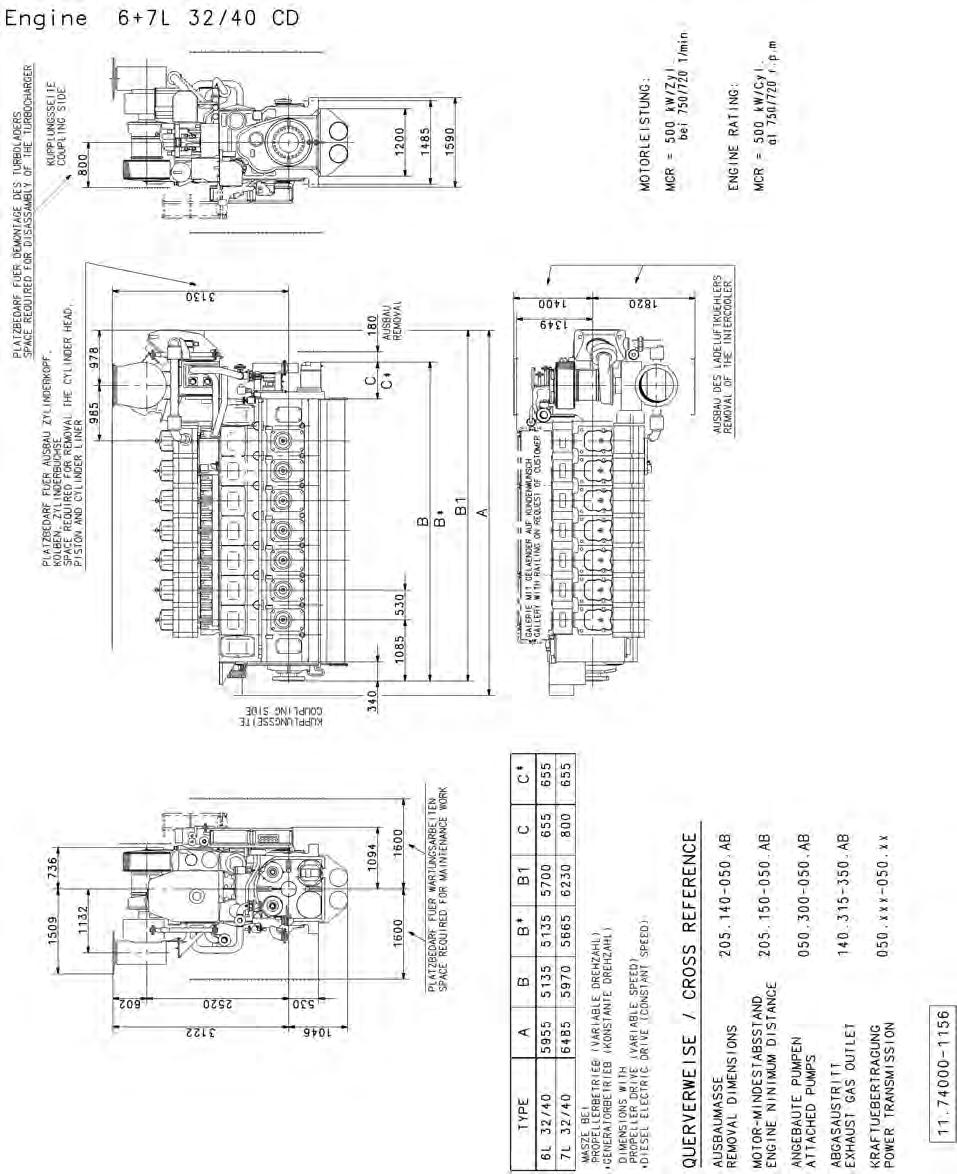 Engine 6+7L 32/40 CD
PLATZBEDARF FUER DEMONTAGE DES TURBOLADERS
SPACE REQUIRED FOR DISASSAMBLY OF THE TURBOCHARGER
KUPPLUNGSSEITE
COUPLING SIDE
800
1200
1485
1590
MOTORLEISTUNG:
MCR = 500 kW/Zyl.
bei 750/720 1/min
ENGINE RATING:
MCR = 500 kW/Cyl.
at 750/720 r.p.m
PLATZBEDARF FUER AUSBAU ZYLINDERKOPF,
KOLBEN, ZYLINDERBUCHSE
SPACE REQUIRED FOR REMOVAL THE CYLINDER HEAD,
PISTON AND CYLINDER LINER
3130
985
978
180
AUSBAU
REMOVAL
C
C*
B
B*
B1
A
530
1085
340
KUPPLUNGSSEITE
COUPLING SIDE
1400
1349
1820
AUSBAU DES LADELUFTKUEHLERS
REMOVAL OF THE INTERCOOLER
GALERIE MIT GELAENDER AUF KUNDENWUNSCH
GALLERY WITH RAILING ON REQUEST OF CUSTOMER
1509
736
1132
1094
1600
1600
602
2520
530
3122
1046
PLATZBEDARF FUER WARTUNGSARBEITEN
SPACE REQUIRED FOR MAINTENANCE WORK
TYPE A B B* B1 C C*
6L 32/40 5955 5135 5135 5700 655 655
7L 32/40 6485 5970 5665 6230 800 655
MASZE BEI
PROPELLERBETRIEB (VARIABLE DREHZAHL)
*GENERATORBETRIEB (KONSTANTE DREHZAHL)
DIMENSIONS WITH
PROPELLER DRIVE (VARIABLE SPEED)
*DIESEL ELECTRIC DRIVE (CONSTANT SPEED)
QUERVERWEISE / CROSS REFERENCE
AUSBAUMASSE
REMOVAL DIMENSIONS 205.140-050.AB
MOTOR-MINDESTABSSTAND
ENGINE NINIMUM DISTANCE 205.150-050.AB
ANGEBAUTE PUMPEN
ATTACHED PUMPS 050.300-050.AB
ABGASAUSTRITT
EXHAUST GAS OUTLET 140.315-350.AB
KRAFTUEBERTRAGUNG
POWER TRANSMISSION 050.xxx-050.xx
11.74000-1156